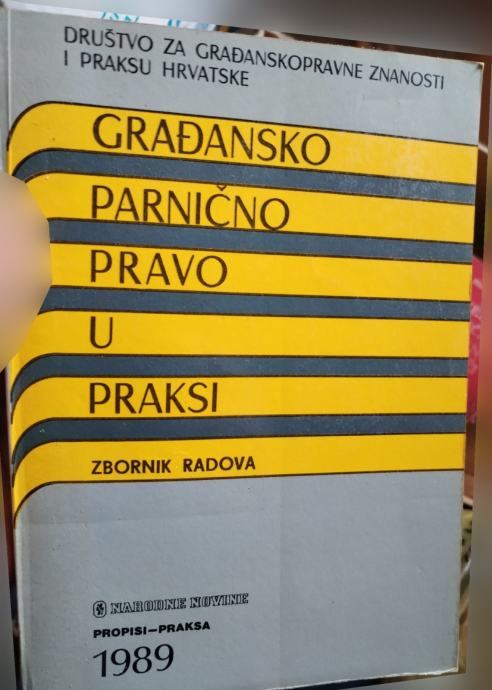 DRUŠTVO ZA GRAĐANSKOPRAVNE ZNANOSTI
I PRAKSU HRVATSKE
GRAĐANSKO
PARNIČNO
PRAVO
U
PRAKSI
ZBORNIK RADOVA
NARODNE NOVINE
PROPISI–PRAKSA
1989